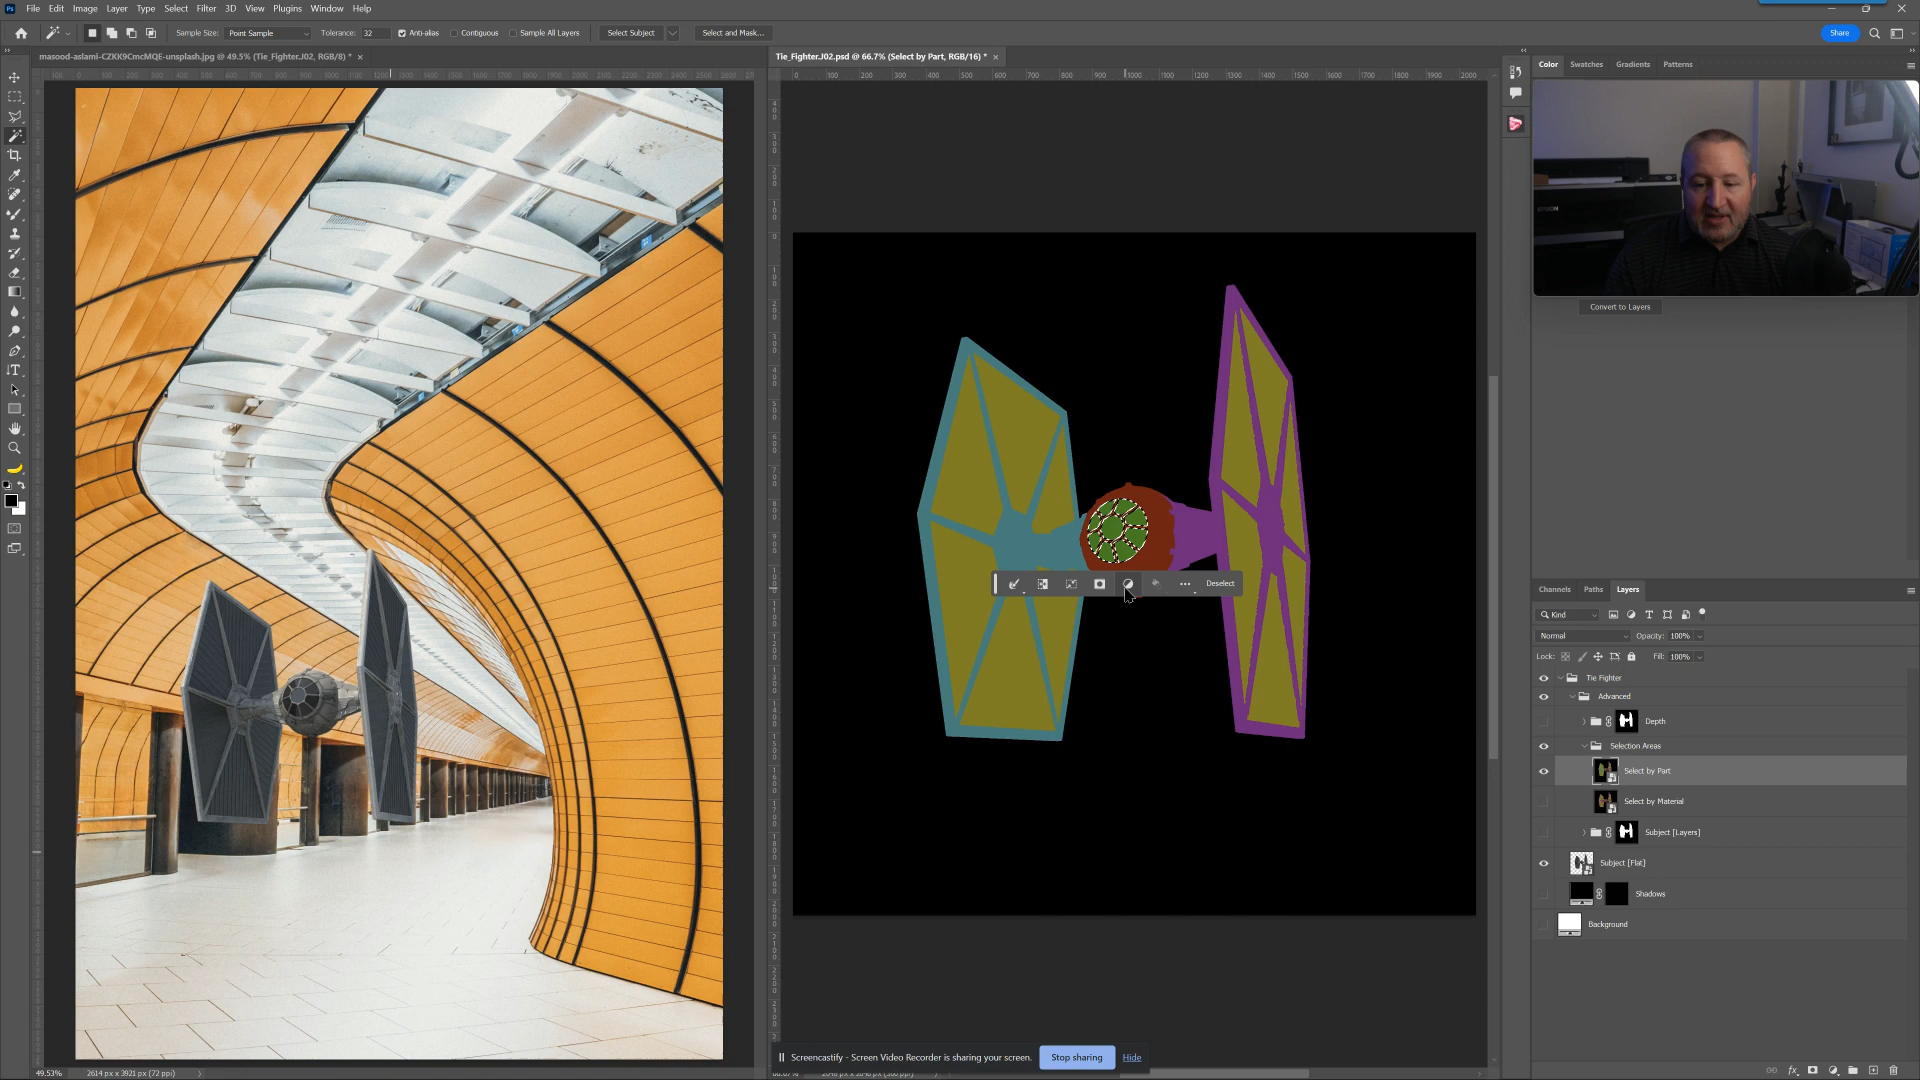 File Edit Image Layer Type Select Filter 3D View Plugins Window Help
Sample Size: Point Sample Tolerance: 32 Anti-alias Contiguous Sample All Layers Select Subject Select and Mask... Share
masood-aslami-CZKK9CmcMQE-unsplash.jpg @ 49.5% (Tie_Fighter.J02, RGB/8) * ×
Tie_Fighter.J02.psd @ 66.7% (Select by Part, RGB/16) * ×
Color Swatches Gradients Patterns
Convert to Layers
Deselect
Channels Paths Layers
Kind
Normal Opacity: 100%
Lock: Fill: 100%
Tie Fighter
Advanced
Depth
Selection Areas
Select by Part
Select by Material
Subject [Layers]
Subject [Flat]
Shadows
Background
Screencastify - Screen Video Recorder is sharing your screen. Stop sharing Hide
49.53% 2614 px x 3921 px (72 ppi)